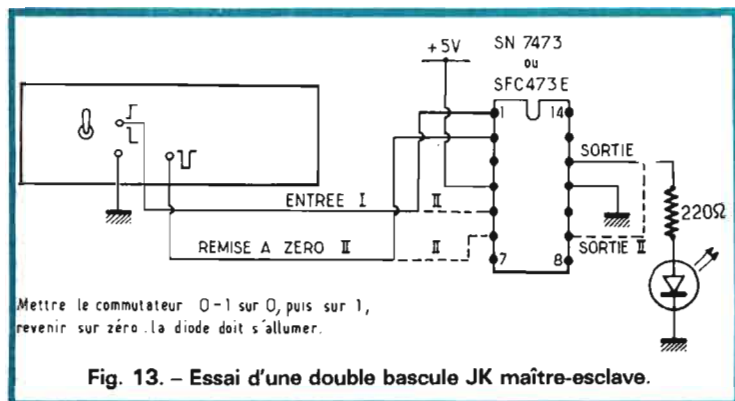 +5V
SN 7473
ou
SFC473E
1
14
SORTIE
ENTREE I
II
220Ω
REMISE A ZERO II
II
SORTIE II
7
8
Mettre le commutateur 0-1 sur 0, puis sur 1,
revenir sur zéro. la diode doit s'allumer.
Fig. 13. – Essai d'une double bascule JK maître-esclave.